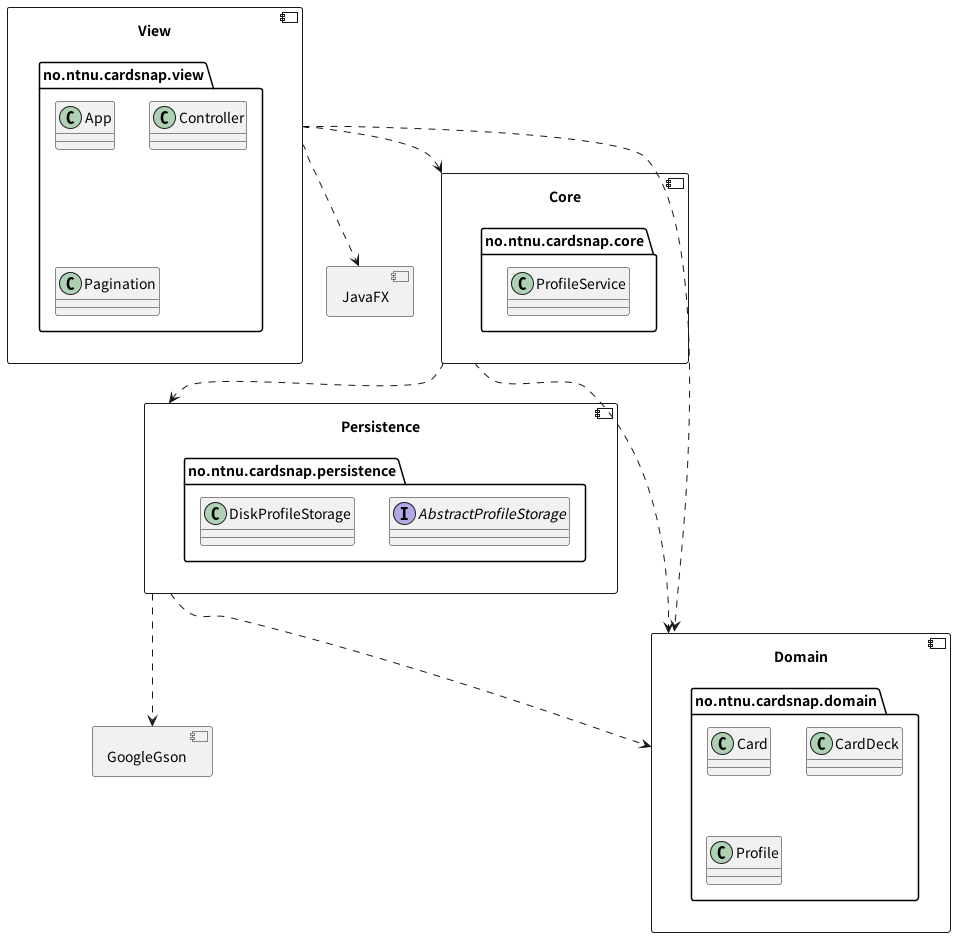 View
no.ntnu.cardsnap.view
C App
C Controller
C Pagination
JavaFX
Core
no.ntnu.cardsnap.core
C ProfileService
Persistence
no.ntnu.cardsnap.persistence
C DiskProfileStorage
I AbstractProfileStorage
GoogleGson
Domain
no.ntnu.cardsnap.domain
C Card
C CardDeck
C Profile